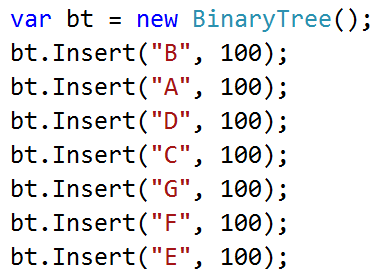 var bt = new BinaryTree();
bt.Insert("B", 100);
bt.Insert("A", 100);
bt.Insert("D", 100);
bt.Insert("C", 100);
bt.Insert("G", 100);
bt.Insert("F", 100);
bt.Insert("E", 100);